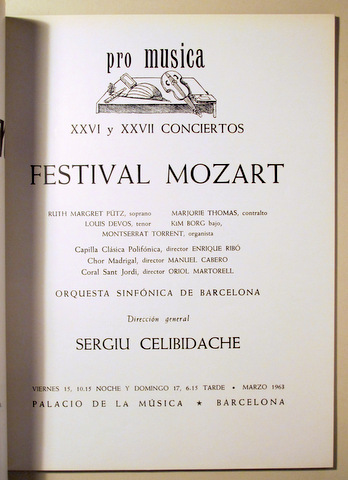 pro musica
XXVI y XXVII CONCIERTOS
FESTIVAL MOZART
RUTH MARGRET PÜTZ, soprano MARJORIE THOMAS, contralto
LOUIS DEVOS, tenor KIM BORG bajo,
MONTSERRAT TORRENT, organista
Capilla Clásica Polifónica, director ENRIQUE RIBÓ
Chor Madrigal, director MANUEL CABERO
Coral Sant Jordi, director ORIOL MARTORELL
ORQUESTA SINFÓNICA DE BARCELONA
Dirección general
SERGIU CELIBIDACHE
VIERNES 15, 10.15 NOCHE Y DOMINGO 17, 6.15 TARDE • MARZO 1963
PALACIO DE LA MÚSICA ★ BARCELONA